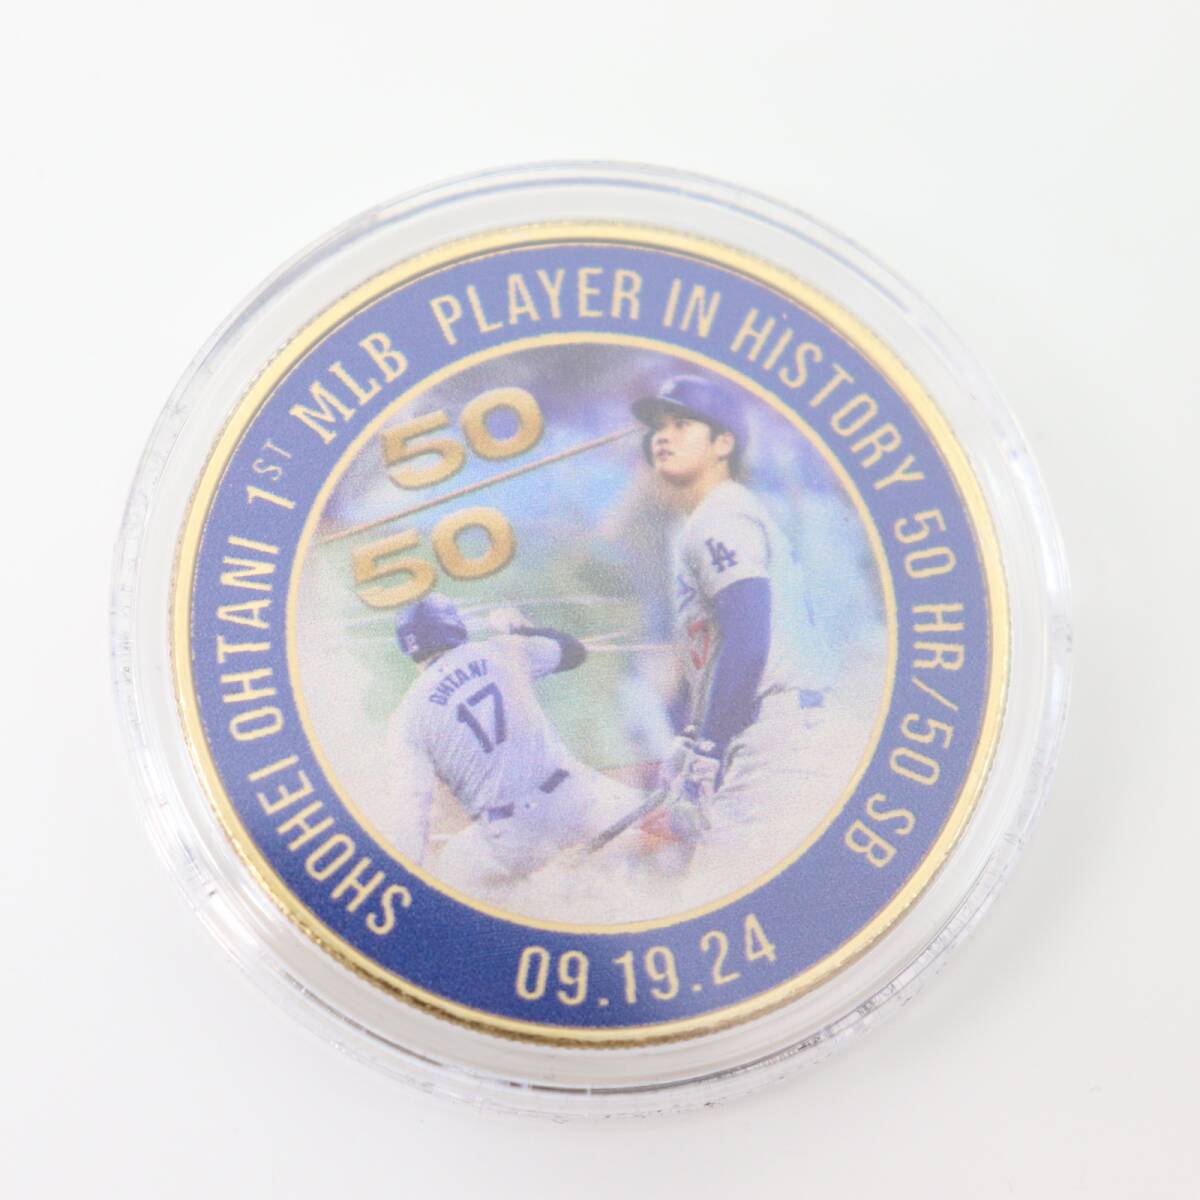 SHOHEI OHTANI 1ST MLB PLAYER IN HISTORY 50 HR/50 SB
50
50
LA
OHTANI
17
09.19.24